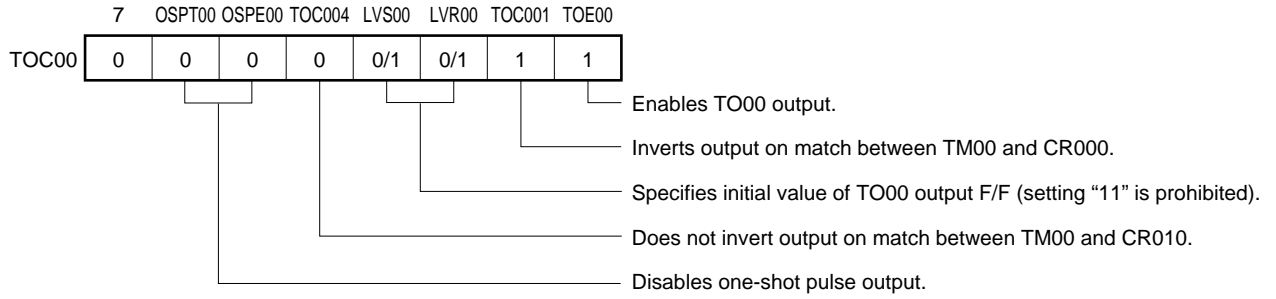 7 OSPT00 OSPE00 TOC004 LVS00 LVR00 TOC001 TOE00
TOC00 0 0 0 0 0/1 0/1 1 1
Enables TO00 output.
Inverts output on match between TM00 and CR000.
Specifies initial value of TO00 output F/F (setting “11” is prohibited).
Does not invert output on match between TM00 and CR010.
Disables one-shot pulse output.